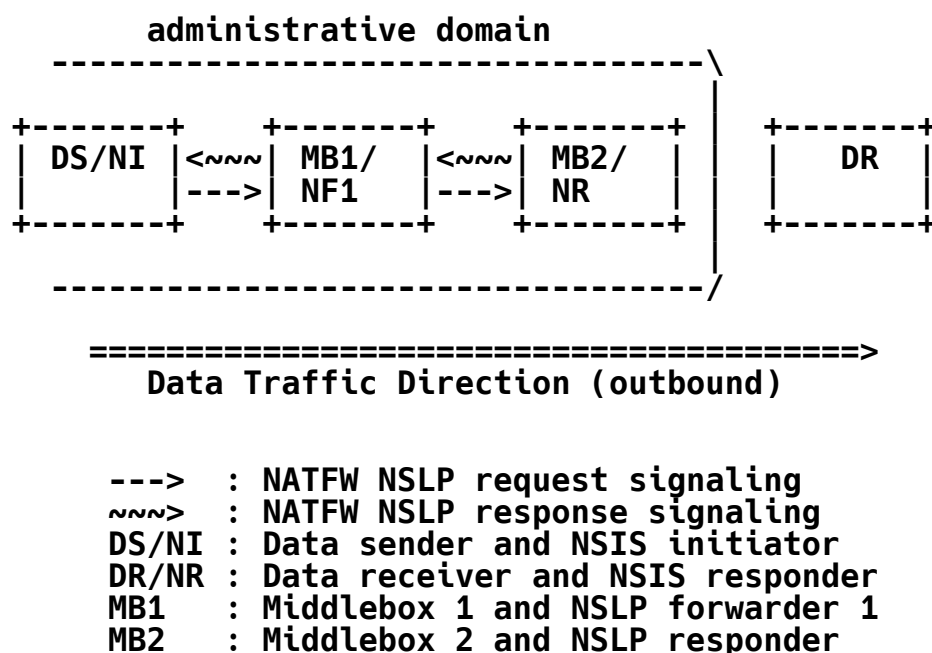 administrative domain
----------------------------------\
|
+-------+ +-------+ +-------+ | +-------+
| DS/NI |<~~~| MB1/ |<~~~| MB2/ | | | DR |
| |--->| NF1 |--->| NR | | | |
+-------+ +-------+ +-------+ | +-------+
|
----------------------------------/
========================================>
Data Traffic Direction (outbound)
---> : NATFW NSLP request signaling
~~~> : NATFW NSLP response signaling
DS/NI : Data sender and NSIS initiator
DR/NR : Data receiver and NSIS responder
MB1 : Middlebox 1 and NSLP forwarder 1
MB2 : Middlebox 2 and NSLP responder